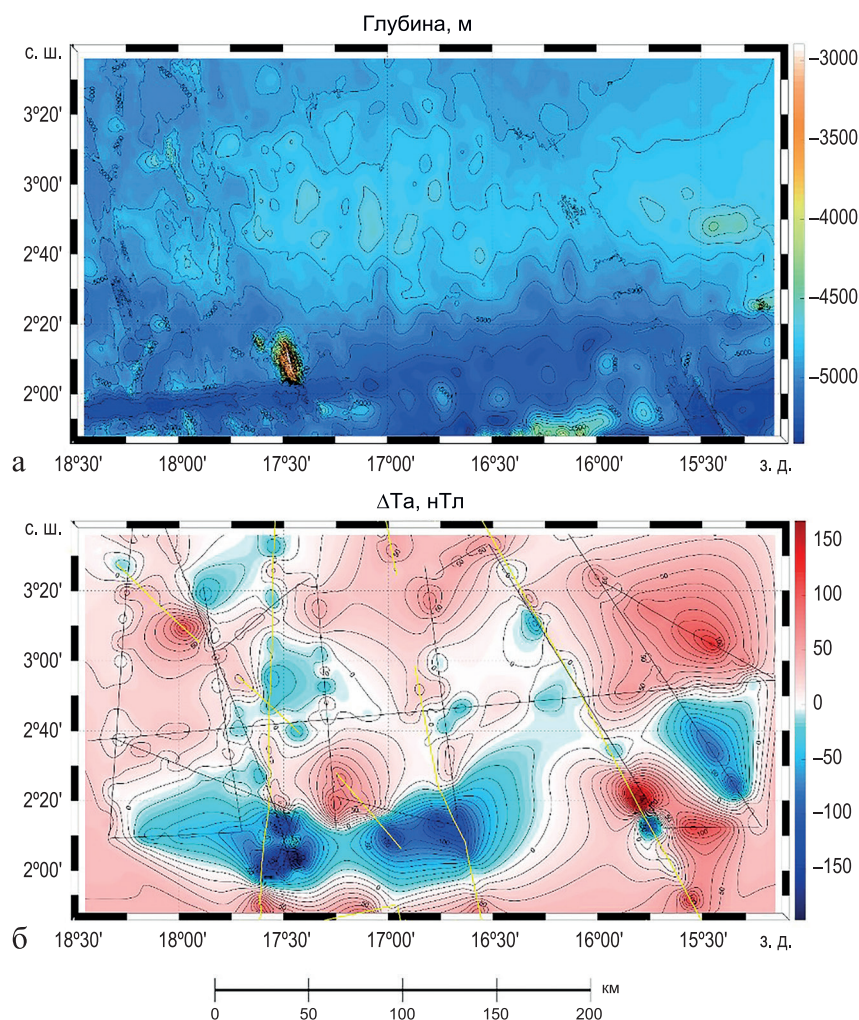 Глубина, м
с. ш.
3º20'
3º00'
2º40'
2º20'
2º00'
−3000
−3500
−4000
−4500
−5000
а
18º30' 18º00' 17º30' 17º00' 16º30' 16º00' 15º30' з. д.
∆Ta, нТл
с. ш.
3º20'
3º00'
2º40'
2º20'
2º00'
150
100
50
0
−50
−100
−150
б
18º30' 18º00' 17º30' 17º00' 16º30' 16º00' 15º30' з. д.
км
0 50 100 150 200